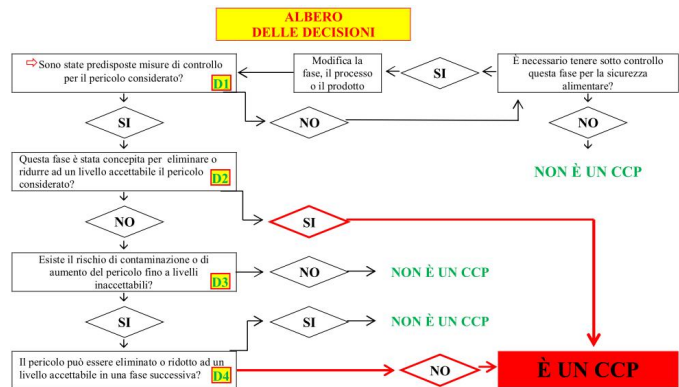 ALBERO
DELLE DECISIONI
⇨Sono state predisposte misure di controllo
per il pericolo considerato?
D1
Modifica la
fase, il processo
o il prodotto
SI
È necessario tenere sotto controllo
questa fase per la sicurezza
alimentare?
SI
NO
NO
NON È UN CCP
Questa fase è stata concepita per eliminare o
ridurre ad un livello accettabile il pericolo
considerato?
D2
NO
SI
Esiste il rischio di contaminazione o di
aumento del pericolo fino a livelli
inaccettabili?
D3
NO
NON È UN CCP
SI
SI
NON È UN CCP
Il pericolo può essere eliminato o ridotto ad un
livello accettabile in una fase successiva?
D4
NO
È UN CCP